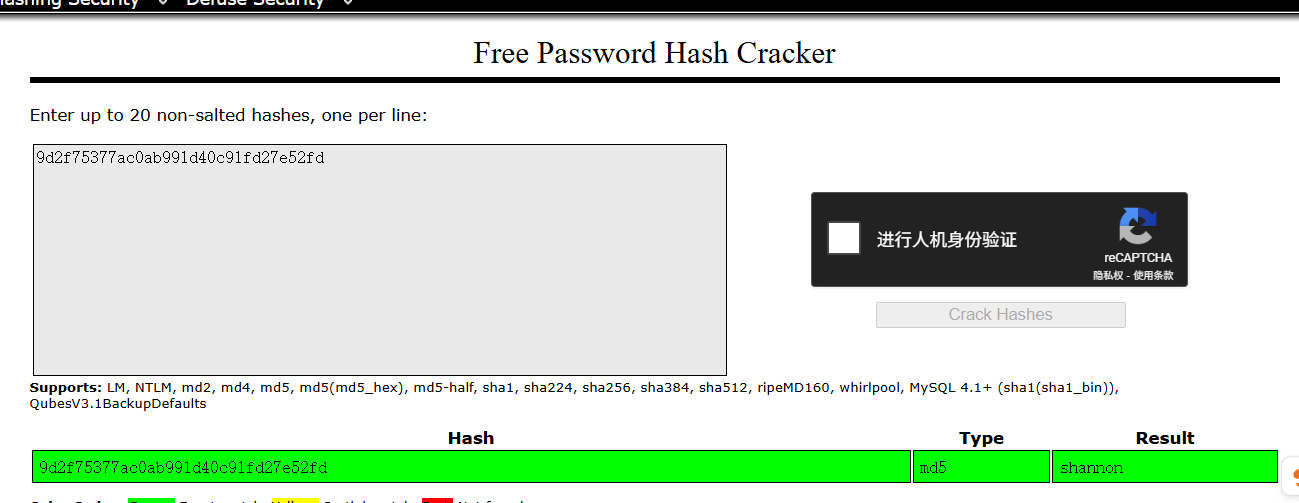 Hashing Security
Defuse Security
Free Password Hash Cracker
Enter up to 20 non-salted hashes, one per line:
9d2f75377ac0ab991d40c91fd27e52fd
进行人机身份验证
reCAPTCHA
隐私权 - 使用条款
Crack Hashes
Supports: LM, NTLM, md2, md4, md5, md5(md5_hex), md5-half, sha1, sha224, sha256, sha384, sha512, ripeMD160, whirlpool, MySQL 4.1+ (sha1(sha1_bin)),
QubesV3.1BackupDefaults
Hash Type Result
9d2f75377ac0ab991d40c91fd27e52fd md5 shannon